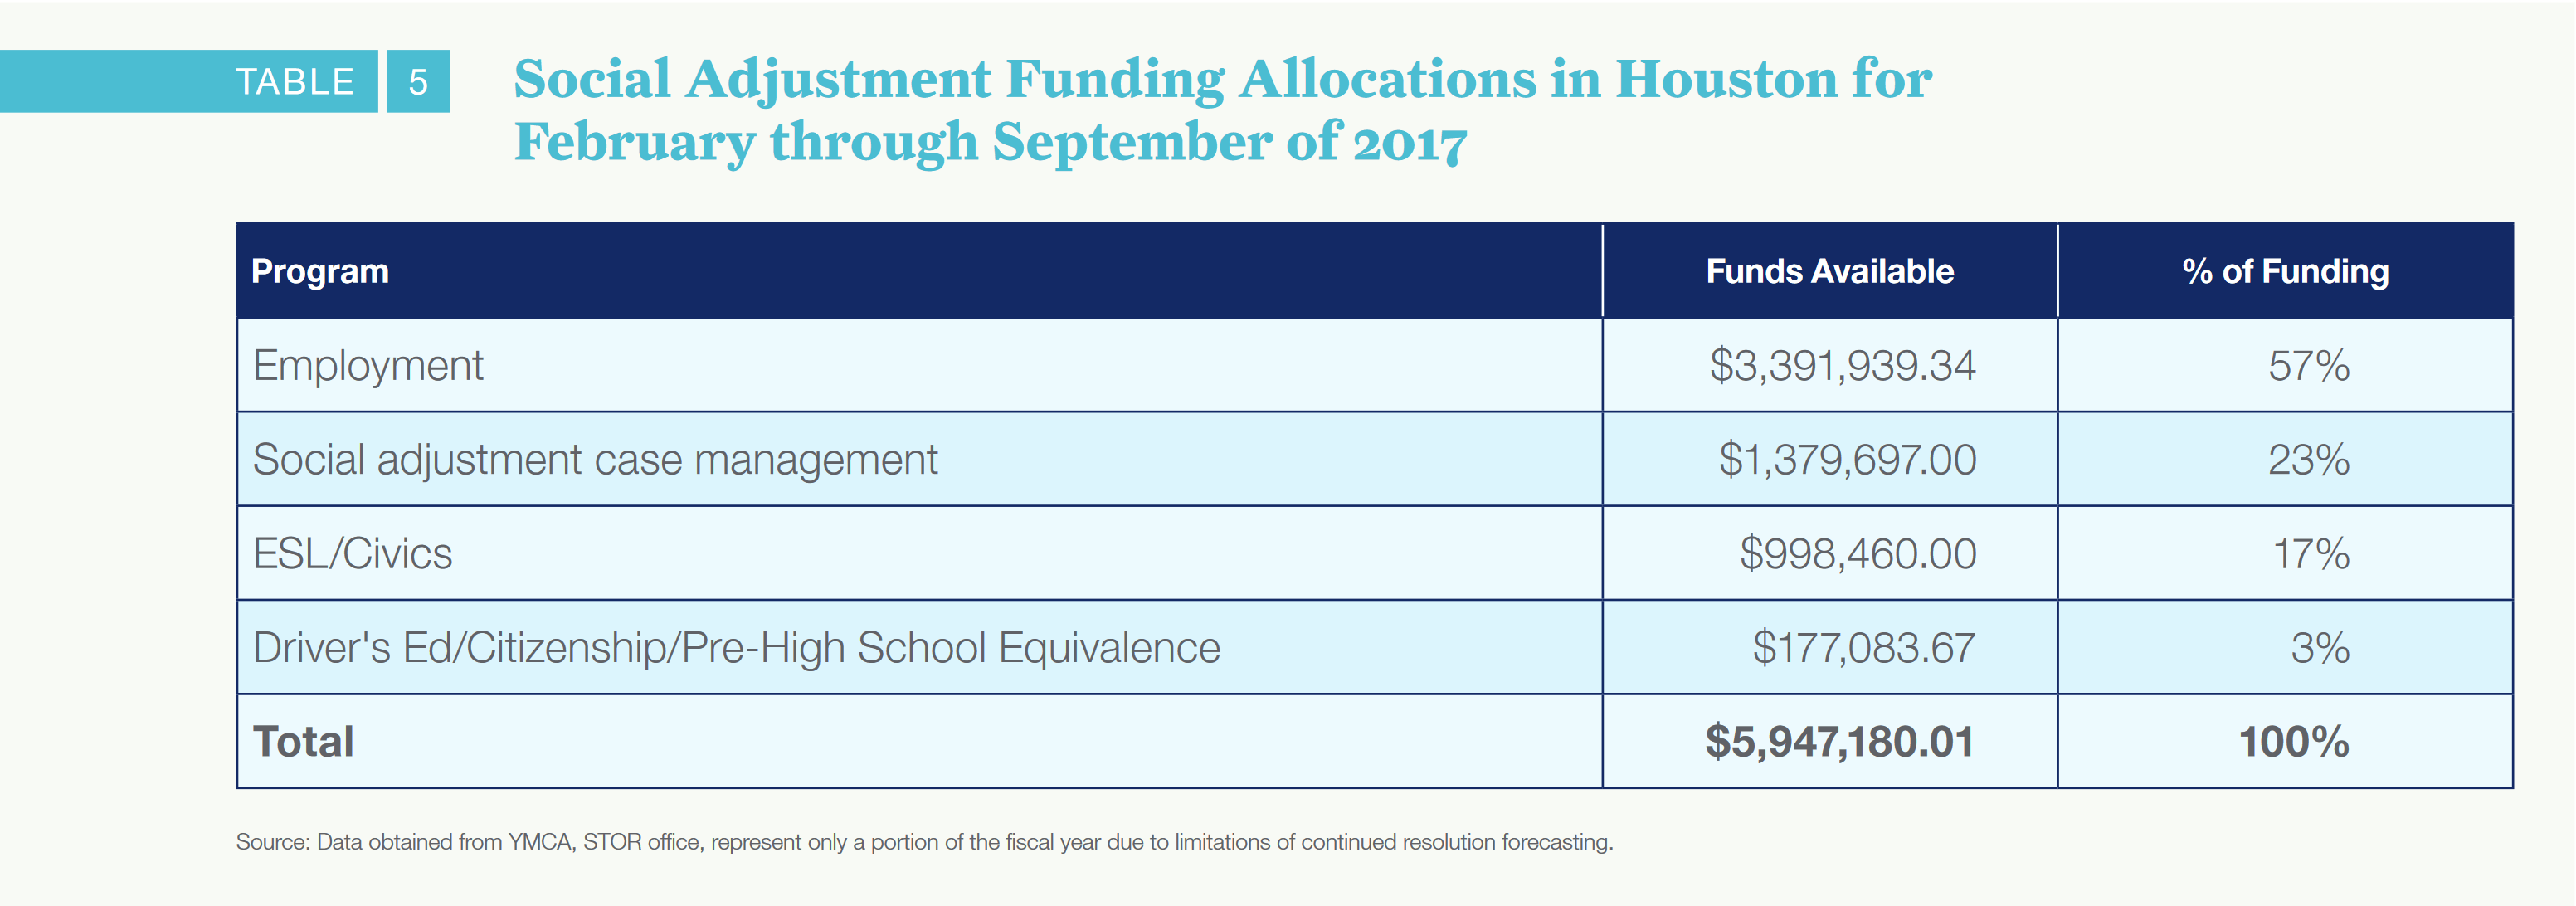 TABLE 5
Social Adjustment Funding Allocations in Houston for
February through September of 2017
Program Funds Available % of Funding
Employment $3,391,939.34 57%
Social adjustment case management $1,379,697.00 23%
ESL/Civics $998,460.00 17%
Driver's Ed/Citizenship/Pre-High School Equivalence $177,083.67 3%
Total $5,947,180.01 100%
Source: Data obtained from YMCA, STOR office, represent only a portion of the fiscal year due to limitations of continued resolution forecasting.